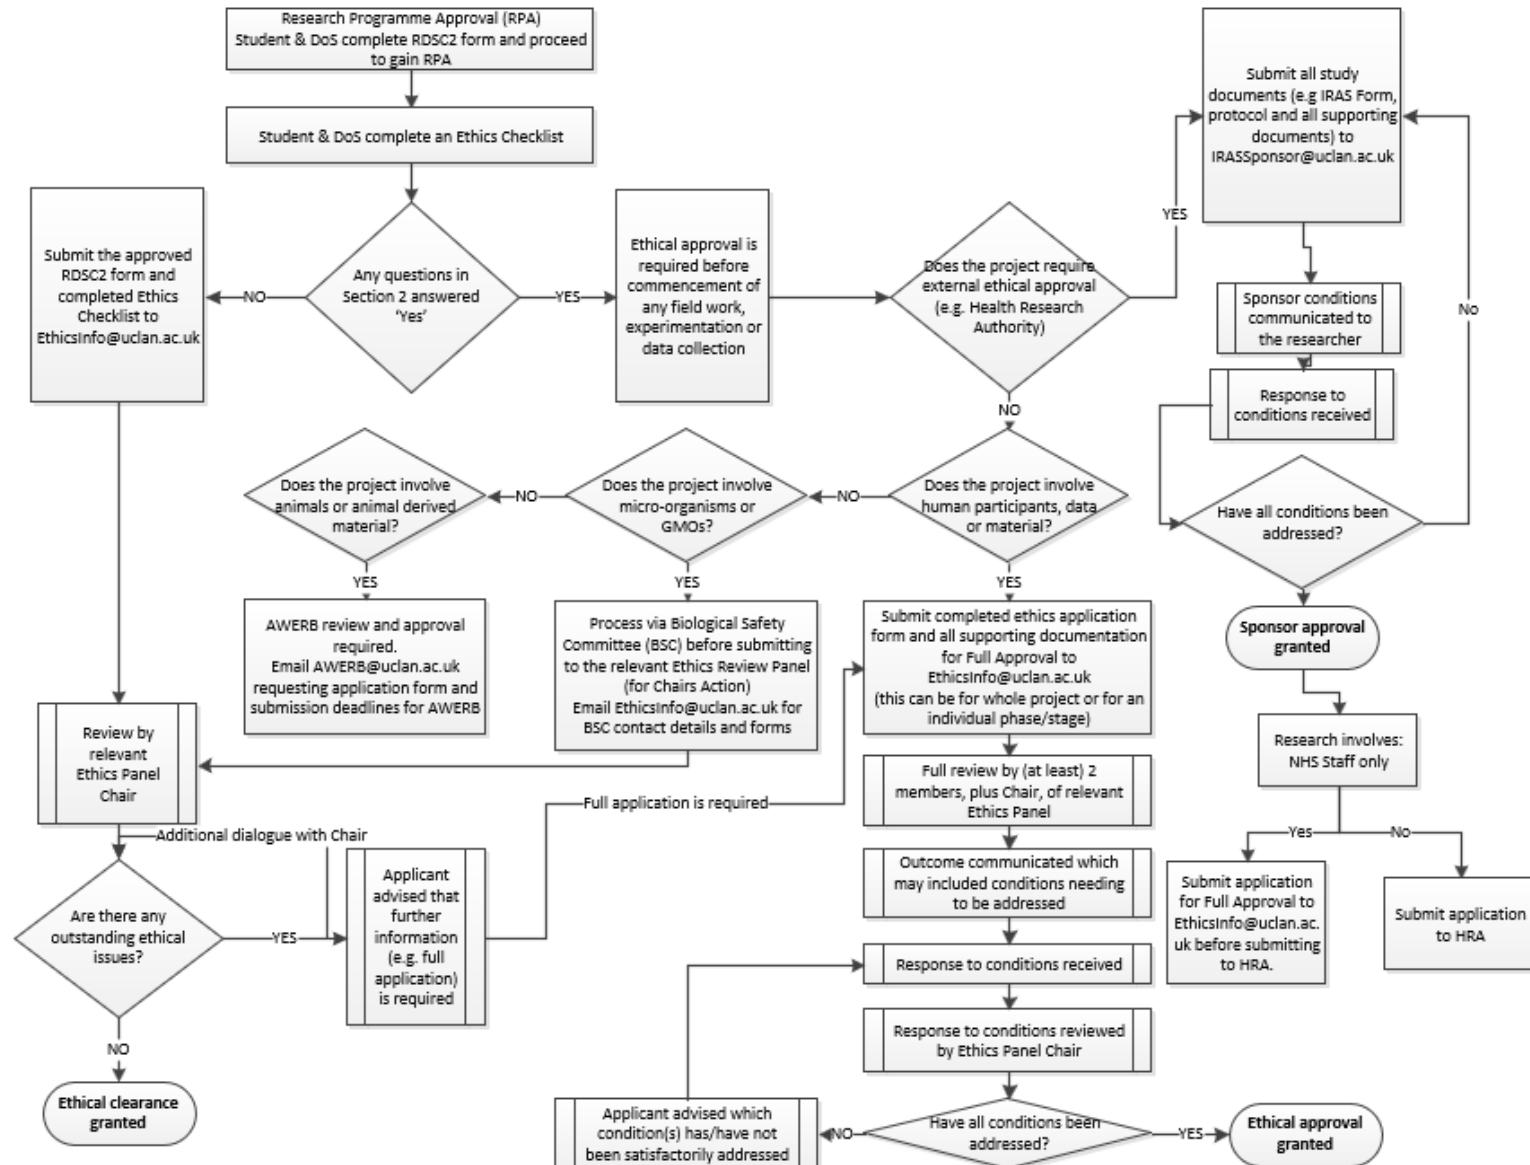 Research Programme Approval (RPA)
Student & DoS complete RDSC2 form and proceed
to gain RPA
Student & DoS complete an Ethics Checklist
Any questions in
Section 2 answered
'Yes'
NO
YES
Submit the approved
RDSC2 form and
completed Ethics
Checklist to
EthicsInfo@uclan.ac.uk
Ethical approval is
required before
commencement of
any field work,
experimentation or
data collection
Does the project require
external ethical approval
(e.g. Health Research
Authority)
YES
NO
Submit all study
documents (e.g IRAS Form,
protocol and all supporting
documents) to
IRASSponsor@uclan.ac.uk
Sponsor conditions
communicated to
the researcher
Response to
conditions received
Have all conditions been
addressed?
No
Sponsor approval
granted
Research involves:
NHS Staff only
Yes
No
Submit application
for Full Approval to
EthicsInfo@uclan.ac.
uk before submitting
to HRA.
Submit application
to HRA
Does the project involve
human participants, data
or material?
NO
YES
Does the project involve
micro-organisms or
GMOs?
NO
YES
Does the project involve
animals or animal derived
material?
YES
AWERB review and approval
required.
Email AWERB@uclan.ac.uk
requesting application form and
submission deadlines for AWERB
Process via Biological Safety
Committee (BSC) before submitting
to the relevant Ethics Review Panel
(for Chairs Action)
Email EthicsInfo@uclan.ac.uk for
BSC contact details and forms
Submit completed ethics application
form and all supporting documentation
for Full Approval to
EthicsInfo@uclan.ac.uk
(this can be for whole project or for an
individual phase/stage)
Review by
relevant
Ethics Panel
Chair
Additional dialogue with Chair
Full application is required
Are there any
outstanding ethical
issues?
YES
NO
Applicant
advised that
further
information
(e.g. full
application)
is required
Ethical clearance
granted
Full review by (at least) 2
members, plus Chair, of relevant
Ethics Panel
Outcome communicated which
may included conditions needing
to be addressed
Response to conditions received
Response to conditions reviewed
by Ethics Panel Chair
Have all conditions been
addressed?
NO
YES
Applicant advised which
condition(s) has/have not
been satisfactorily addressed
Ethical approval
granted